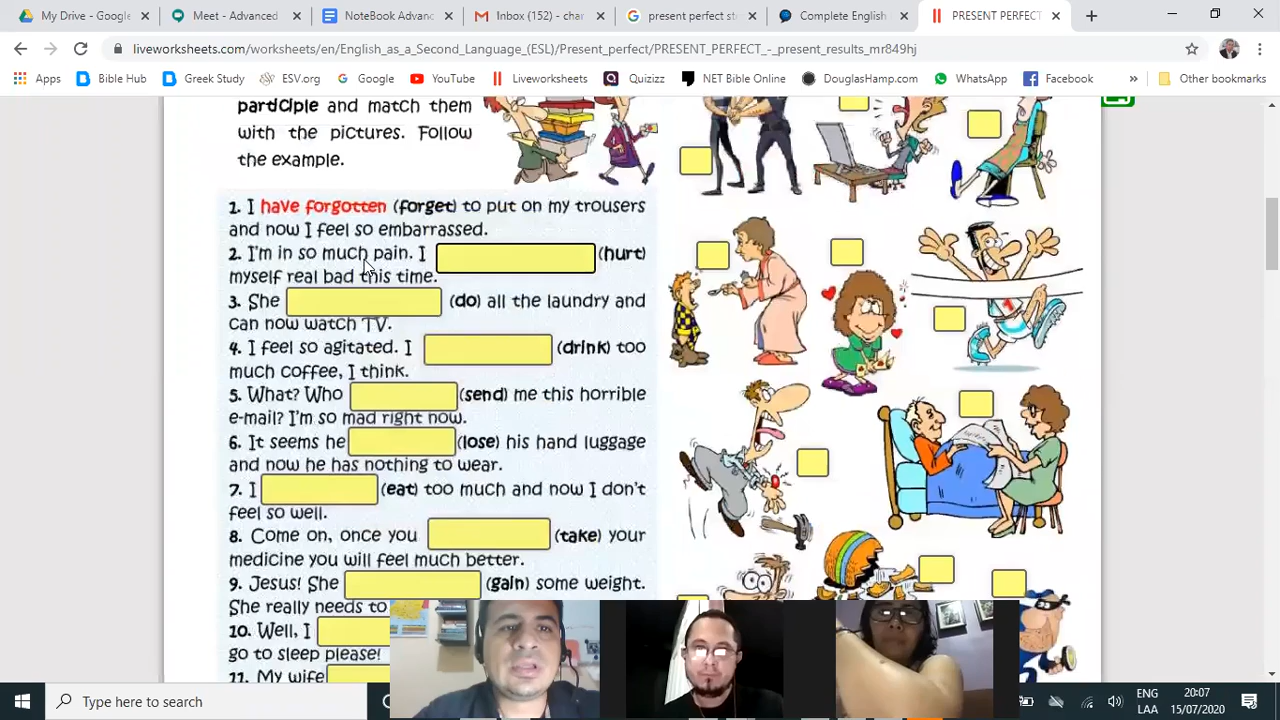 My Drive - Google
Meet - Advanced
NoteBook Advanc
Inbox (152) - char
present perfect
Complete English
PRESENT PERFECT
liveworksheets.com/worksheets/en/English_as_a_Second_Language_(ESL)/Present_perfect/PRESENT_PERFECT_-_present_results_mr849hj
Apps
Bible Hub
Greek Study
ESV.org
Google
YouTube
Liveworksheets
Quizizz
NET Bible Online
DouglasHamp.com
WhatsApp
Facebook
»
Other bookmarks
participle and match them
with the pictures. Follow
the example.
1. I have forgotten (forget) to put on my trousers
and now I feel so embarrassed.
2. I'm in so much pain. I (hurt)
myself real bad this time.
3. She (do) all the laundry and
can now watch TV.
4. I feel so agitated. I (drink) too
much coffee, I think.
5. What? Who (send) me this horrible
e-mail? I'm so mad right now.
6. It seems he (lose) his hand luggage
and now he has nothing to wear.
7. I (eat) too much and now I don't
feel so well.
8. Come on, once you (take) your
medicine you will feel much better.
9. Jesus! She (gain) some weight.
She really needs to
10. Well, I
go to sleep please!
11. My wife
1
Type here to search
ENG
LAA
20:07
15/07/2020